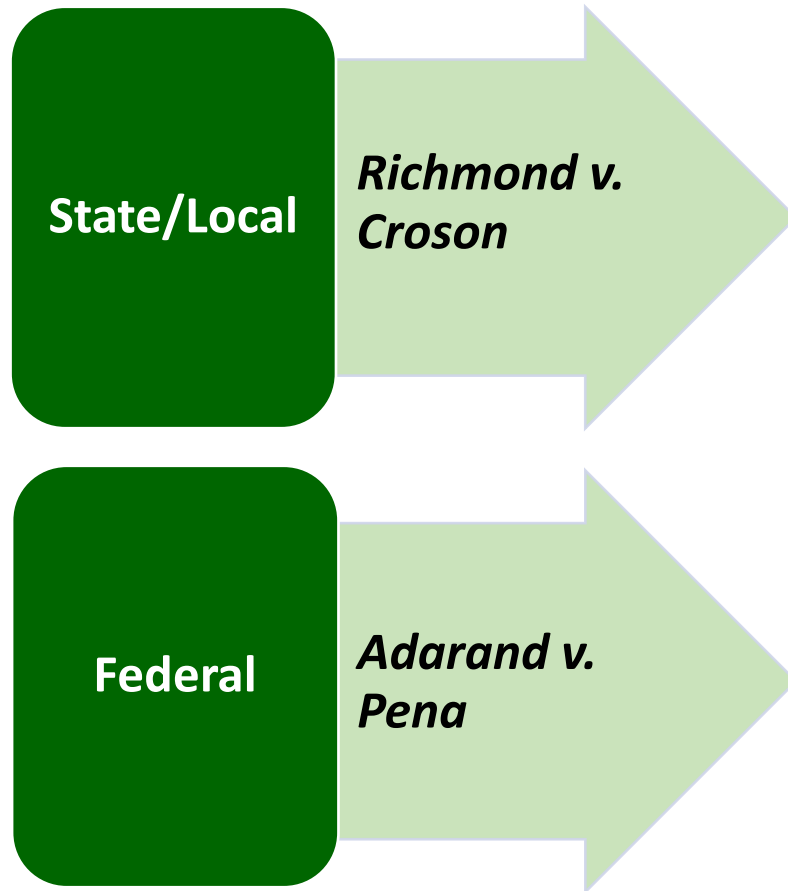 State/Local
Richmond v.
Croson
Federal
Adarand v.
Pena